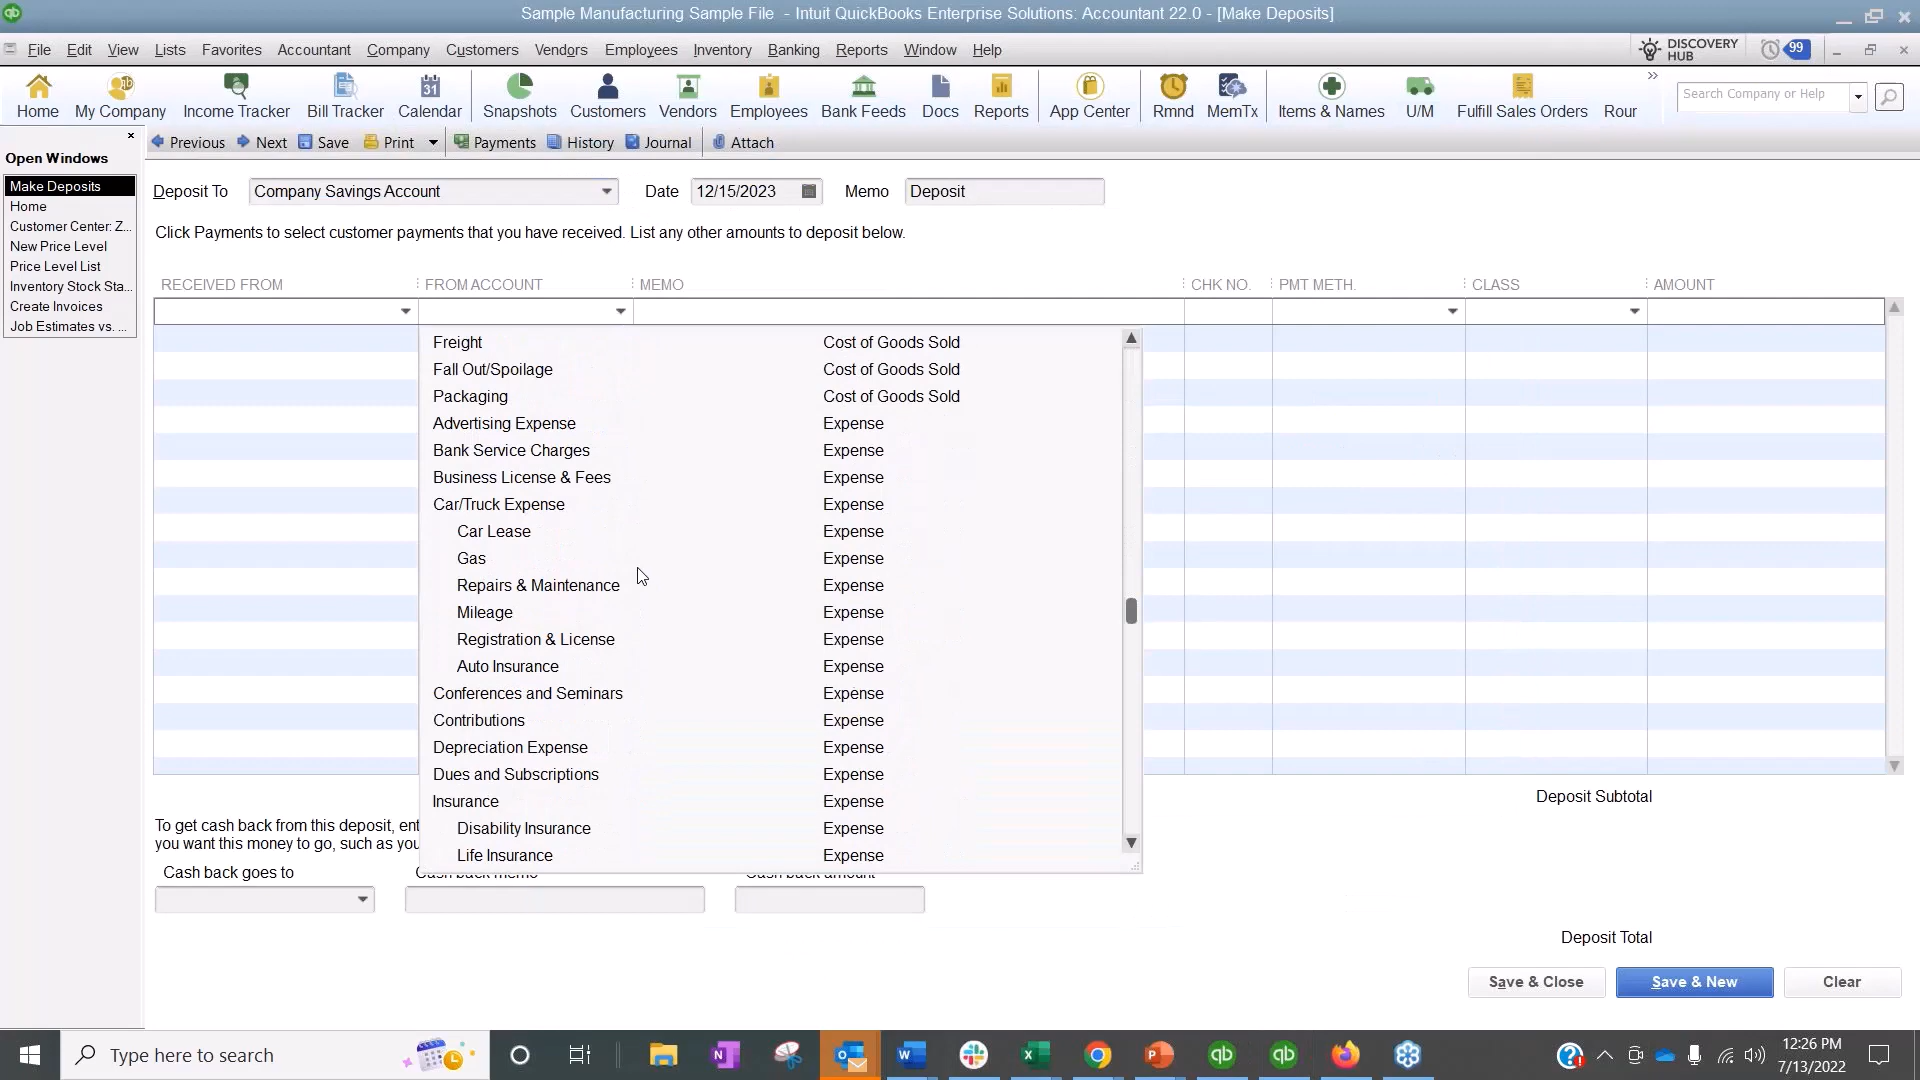 Sample Manufacturing Sample File - Intuit QuickBooks Enterprise Solutions: Accountant 22.0 - [Make Deposits]
File Edit View Lists Favorites Accountant Company Customers Vendors Employees Inventory Banking Reports Window Help DISCOVERY HUB 99
Home My Company Income Tracker Bill Tracker Calendar Snapshots Customers Vendors Employees Bank Feeds Docs Reports App Center Rmnd MemTx Items & Names U/M Fulfill Sales Orders Rour
Search Company or Help
Previous Next Save Print Payments History Journal Attach
Open Windows
Make Deposits
Home
Customer Center: Z...
New Price Level
Price Level List
Inventory Stock Sta...
Create Invoices
Job Estimates vs. ...
Deposit To Company Savings Account Date 12/15/2023 Memo Deposit
Click Payments to select customer payments that you have received. List any other amounts to deposit below.
RECEIVED FROM FROM ACCOUNT MEMO CHK NO. PMT METH. CLASS AMOUNT
Freight Cost of Goods Sold
Fall Out/Spoilage Cost of Goods Sold
Packaging Cost of Goods Sold
Advertising Expense Expense
Bank Service Charges Expense
Business License & Fees Expense
Car/Truck Expense Expense
Car Lease Expense
Gas Expense
Repairs & Maintenance Expense
Mileage Expense
Registration & License Expense
Auto Insurance Expense
Conferences and Seminars Expense
Contributions Expense
Depreciation Expense Expense
Dues and Subscriptions Expense
Insurance Expense
Disability Insurance Expense
Life Insurance Expense
Deposit Subtotal
To get cash back from this deposit, ent
you want this money to go, such as you
Cash back goes to Cash back memo Cash back amount
Deposit Total
Save & Close Save & New Clear
Type here to search
12:26 PM
7/13/2022